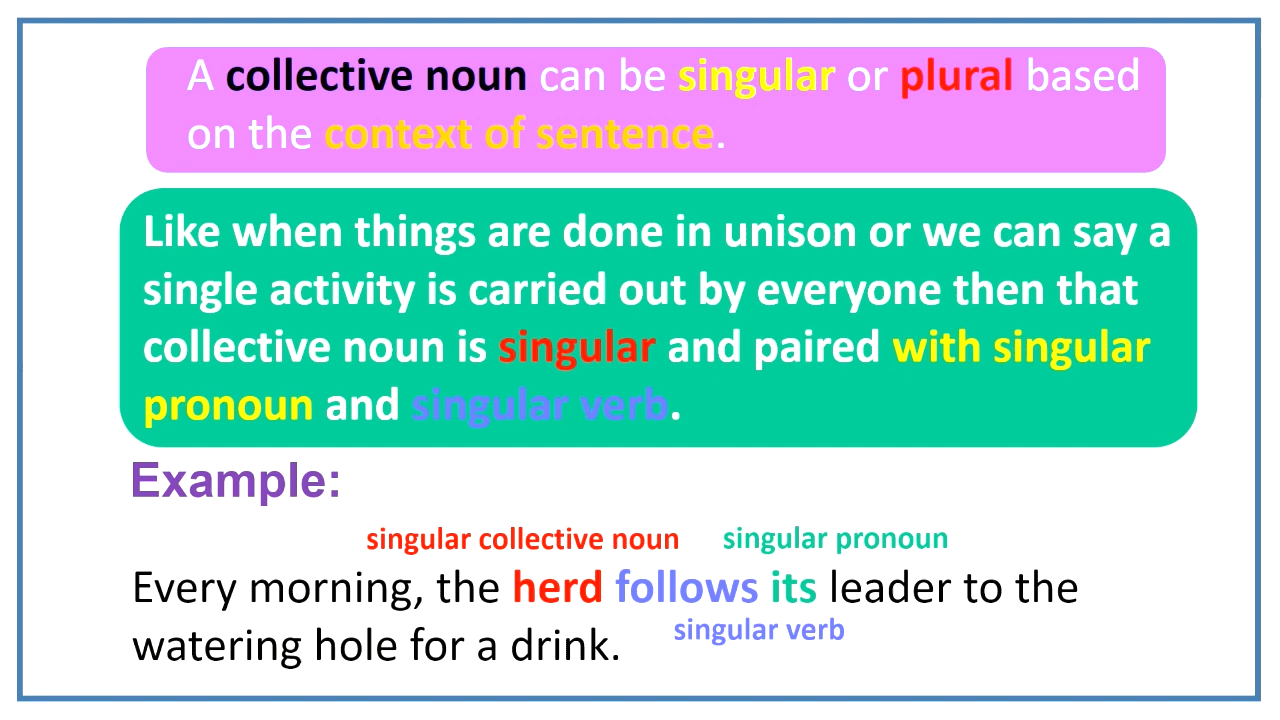 A collective noun can be singular or plural based
on the context of sentence.
Like when things are done in unison or we can say a
single activity is carried out by everyone then that
collective noun is singular and paired with singular
pronoun and singular verb.
Example:
singular collective noun singular pronoun
Every morning, the herd follows its leader to the
singular verb
watering hole for a drink.